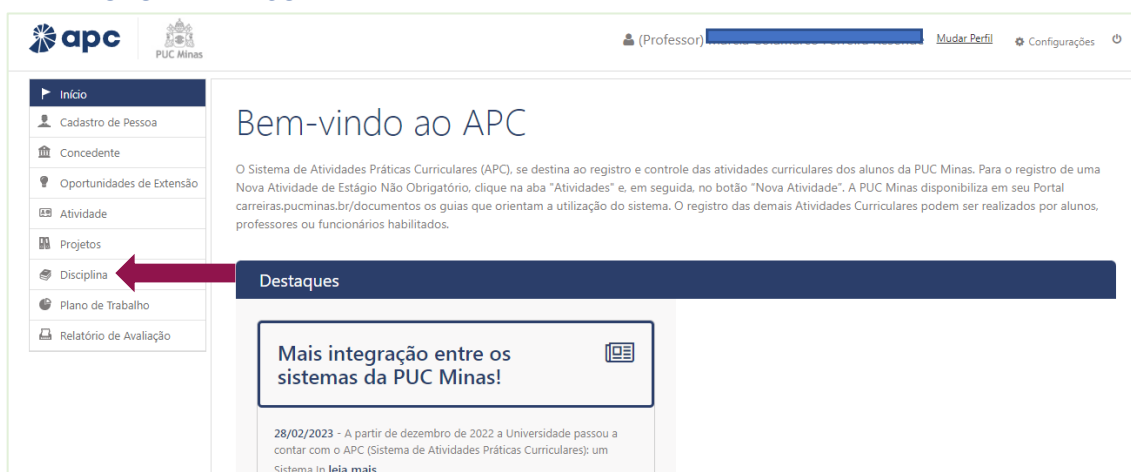 apc
PUC Minas
(Professor)
Mudar Perfil
Configurações
Início
Cadastro de Pessoa
Concedente
Oportunidades de Extensão
Atividade
Projetos
Disciplina
Plano de Trabalho
Relatório de Avaliação
Bem-vindo ao APC
O Sistema de Atividades Práticas Curriculares (APC), se destina ao registro e controle das atividades curriculares dos alunos da PUC Minas. Para o registro de uma
Nova Atividade de Estágio Não Obrigatório, clique na aba "Atividades" e, em seguida, no botão "Nova Atividade". A PUC Minas disponibiliza em seu Portal
carreiras.pucminas.br/documentos os guias que orientam a utilização do sistema. O registro das demais Atividades Curriculares podem ser realizados por alunos,
professores ou funcionários habilitados.
Destaques
Mais integração entre os
sistemas da PUC Minas!
28/02/2023 - A partir de dezembro de 2022 a Universidade passou a
contar com o APC (Sistema de Atividades Práticas Curriculares): um
Sistema In leia mais